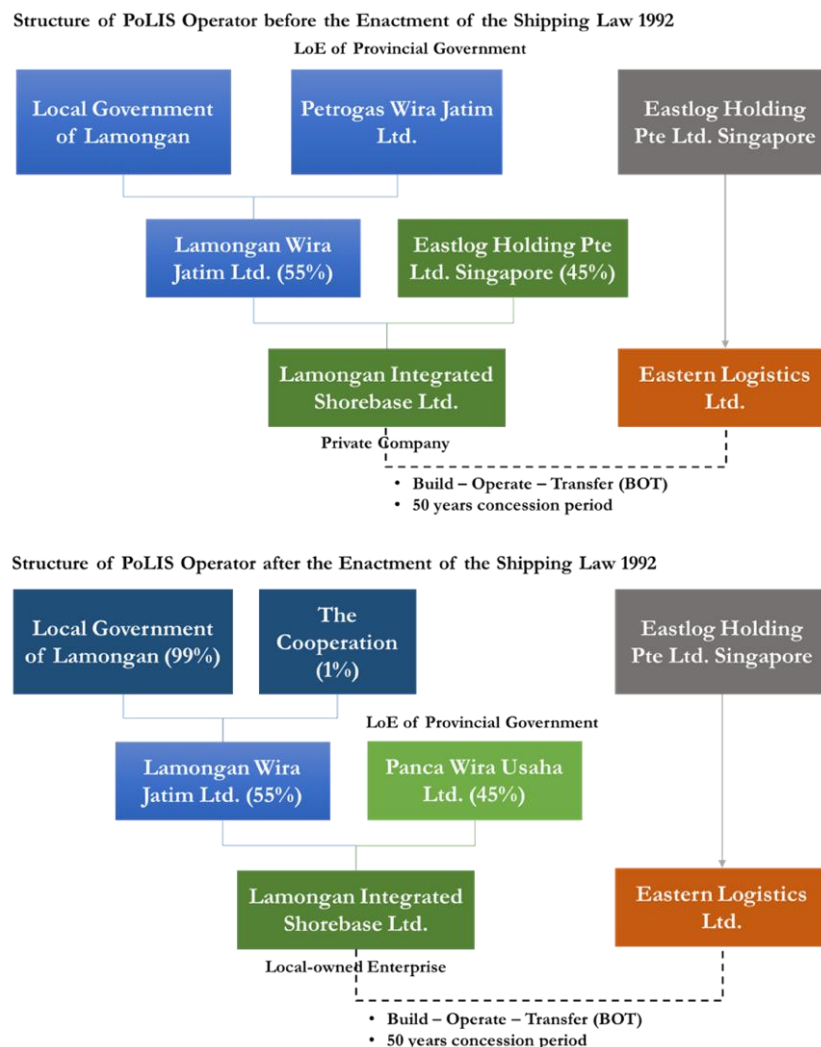 Structure of PoLIS Operator before the Enactment of the Shipping Law 1992
LoE of Provincial Government
Local Government
of Lamongan
Petrogas Wira Jatim
Ltd.
Eastlog Holding
Pte Ltd. Singapore
Lamongan Wira
Jatim Ltd. (55%)
Eastlog Holding Pte
Ltd. Singapore (45%)
Lamongan Integrated
Shorebase Ltd.
Eastern Logistics
Ltd.
Private Company
• Build – Operate – Transfer (BOT)
• 50 years concession period
Structure of PoLIS Operator after the Enactment of the Shipping Law 1992
Local Government
of Lamongan (99%)
The
Cooperation
(1%)
Eastlog Holding
Pte Ltd. Singapore
LoE of Provincial Government
Lamongan Wira
Jatim Ltd. (55%)
Panca Wira Usaha
Ltd. (45%)
Lamongan Integrated
Shorebase Ltd.
Eastern Logistics
Ltd.
Local-owned Enterprise
• Build – Operate – Transfer (BOT)
• 50 years concession period